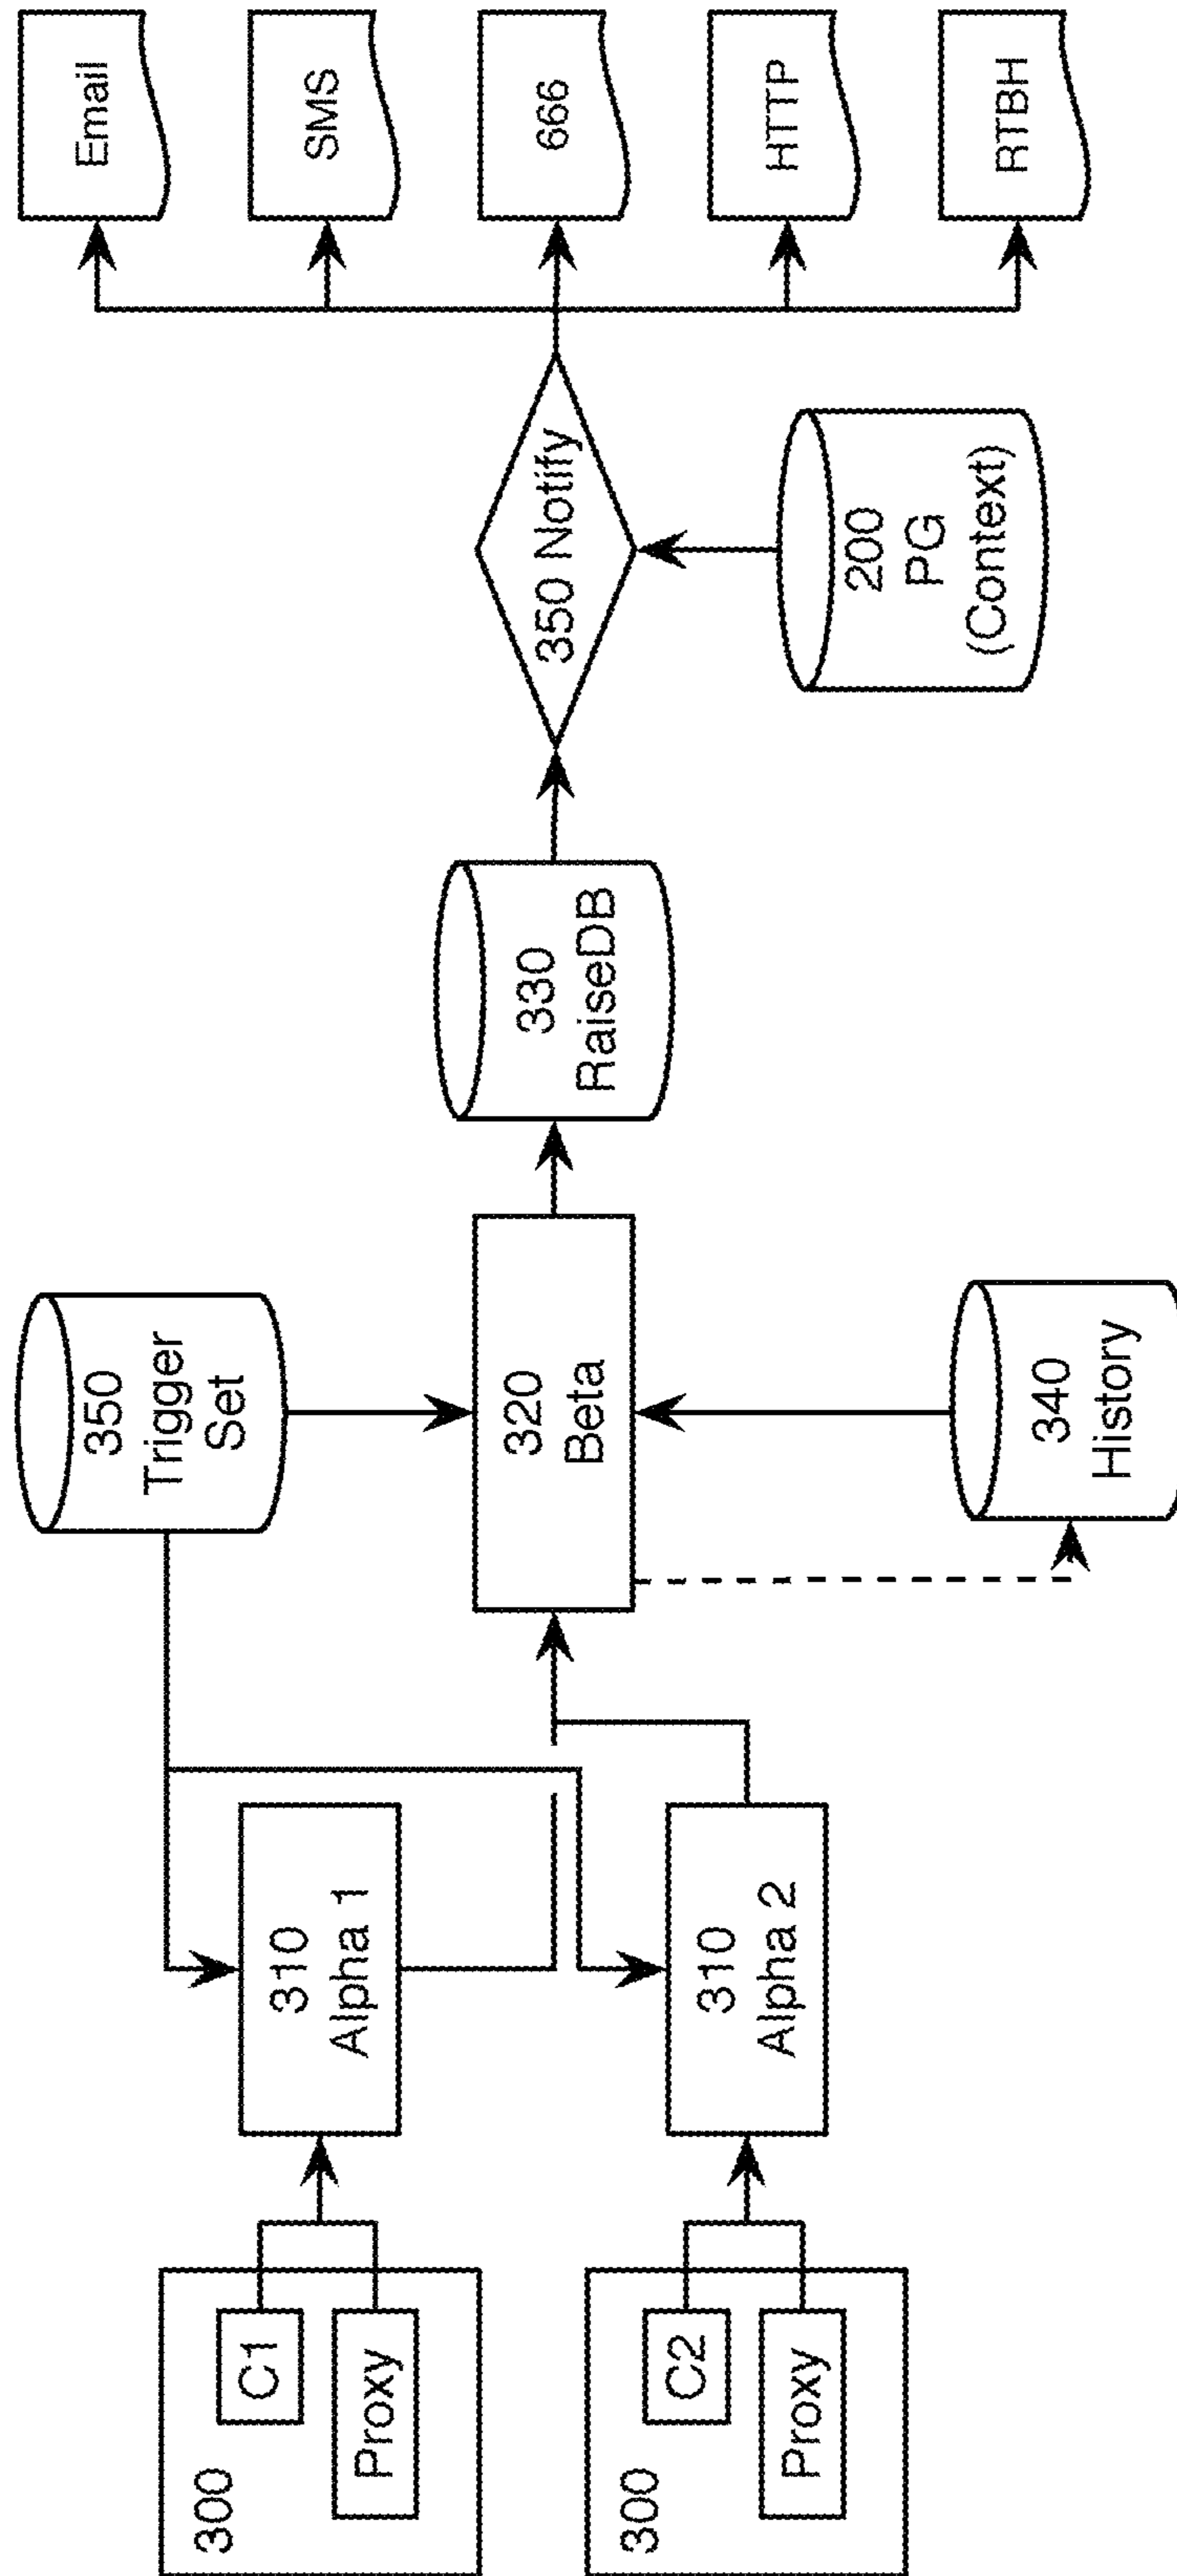 300
C1
Proxy
310
Alpha 1
300
C2
Proxy
310
Alpha 2
350
Trigger
Set
320
Beta
340
History
330
RaiseDB
350 Notify
200
PG
(Context)
Email
SMS
666
HTTP
RTBH